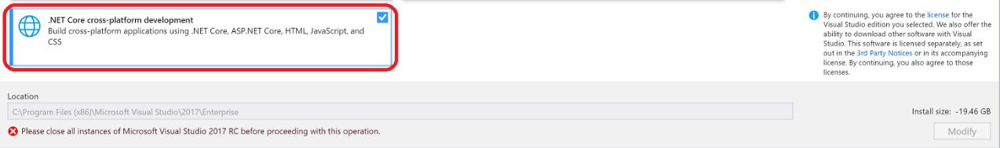 .NET Core cross-platform development
Build cross-platform applications using .NET Core, ASP.NET Core, HTML, JavaScript, and
CSS
By continuing, you agree to the license for the
Visual Studio edition you selected. We also offer the
ability to download other software with Visual
Studio. This software is licensed separately, as set
out in the 3rd Party Notices or in its accompanying
license. By continuing, you also agree to those
licenses.
Location
C:\Program Files (x86)\Microsoft Visual Studio\2017\Enterprise
Install size: -19.46 GB
Please close all instances of Microsoft Visual Studio 2017 RC before proceeding with this operation.
Modify